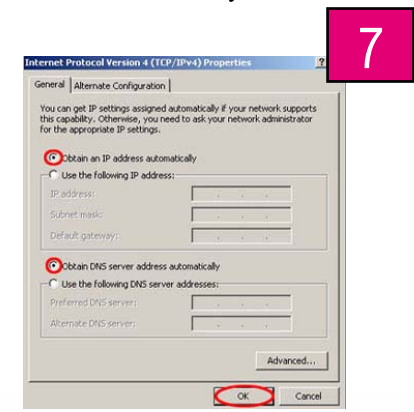 7
Internet Protocol Version 4 (TCP/IPv4) Properties ?
General Alternate Configuration
You can get IP settings assigned automatically if your network supports
this capability. Otherwise, you need to ask your network administrator
for the appropriate IP settings.
Obtain an IP address automatically
Use the following IP address:
IP address:
Subnet mask:
Default gateway:
Obtain DNS server address automatically
Use the following DNS server addresses:
Preferred DNS server:
Alternate DNS server:
Advanced...
OK Cancel